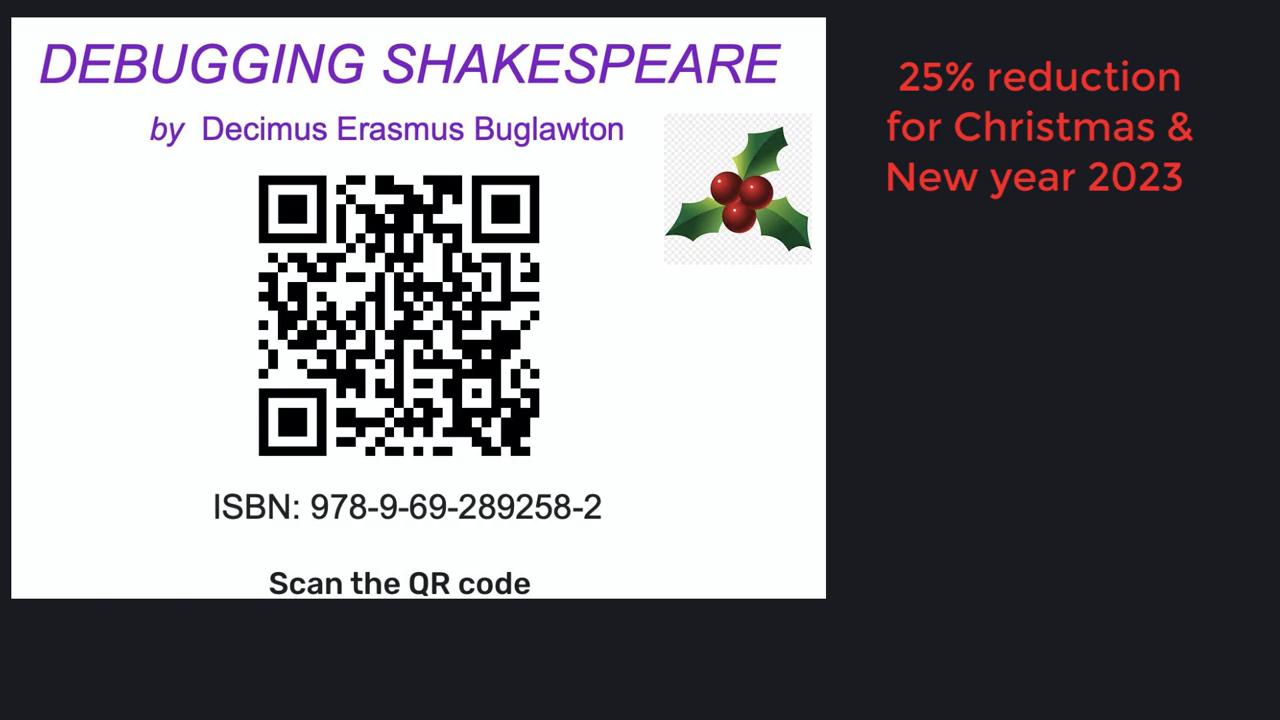 DEBUGGING SHAKESPEARE
by Decimus Erasmus Buglawton
ISBN: 978-9-69-289258-2
Scan the QR code
25% reduction
for Christmas &
New year 2023